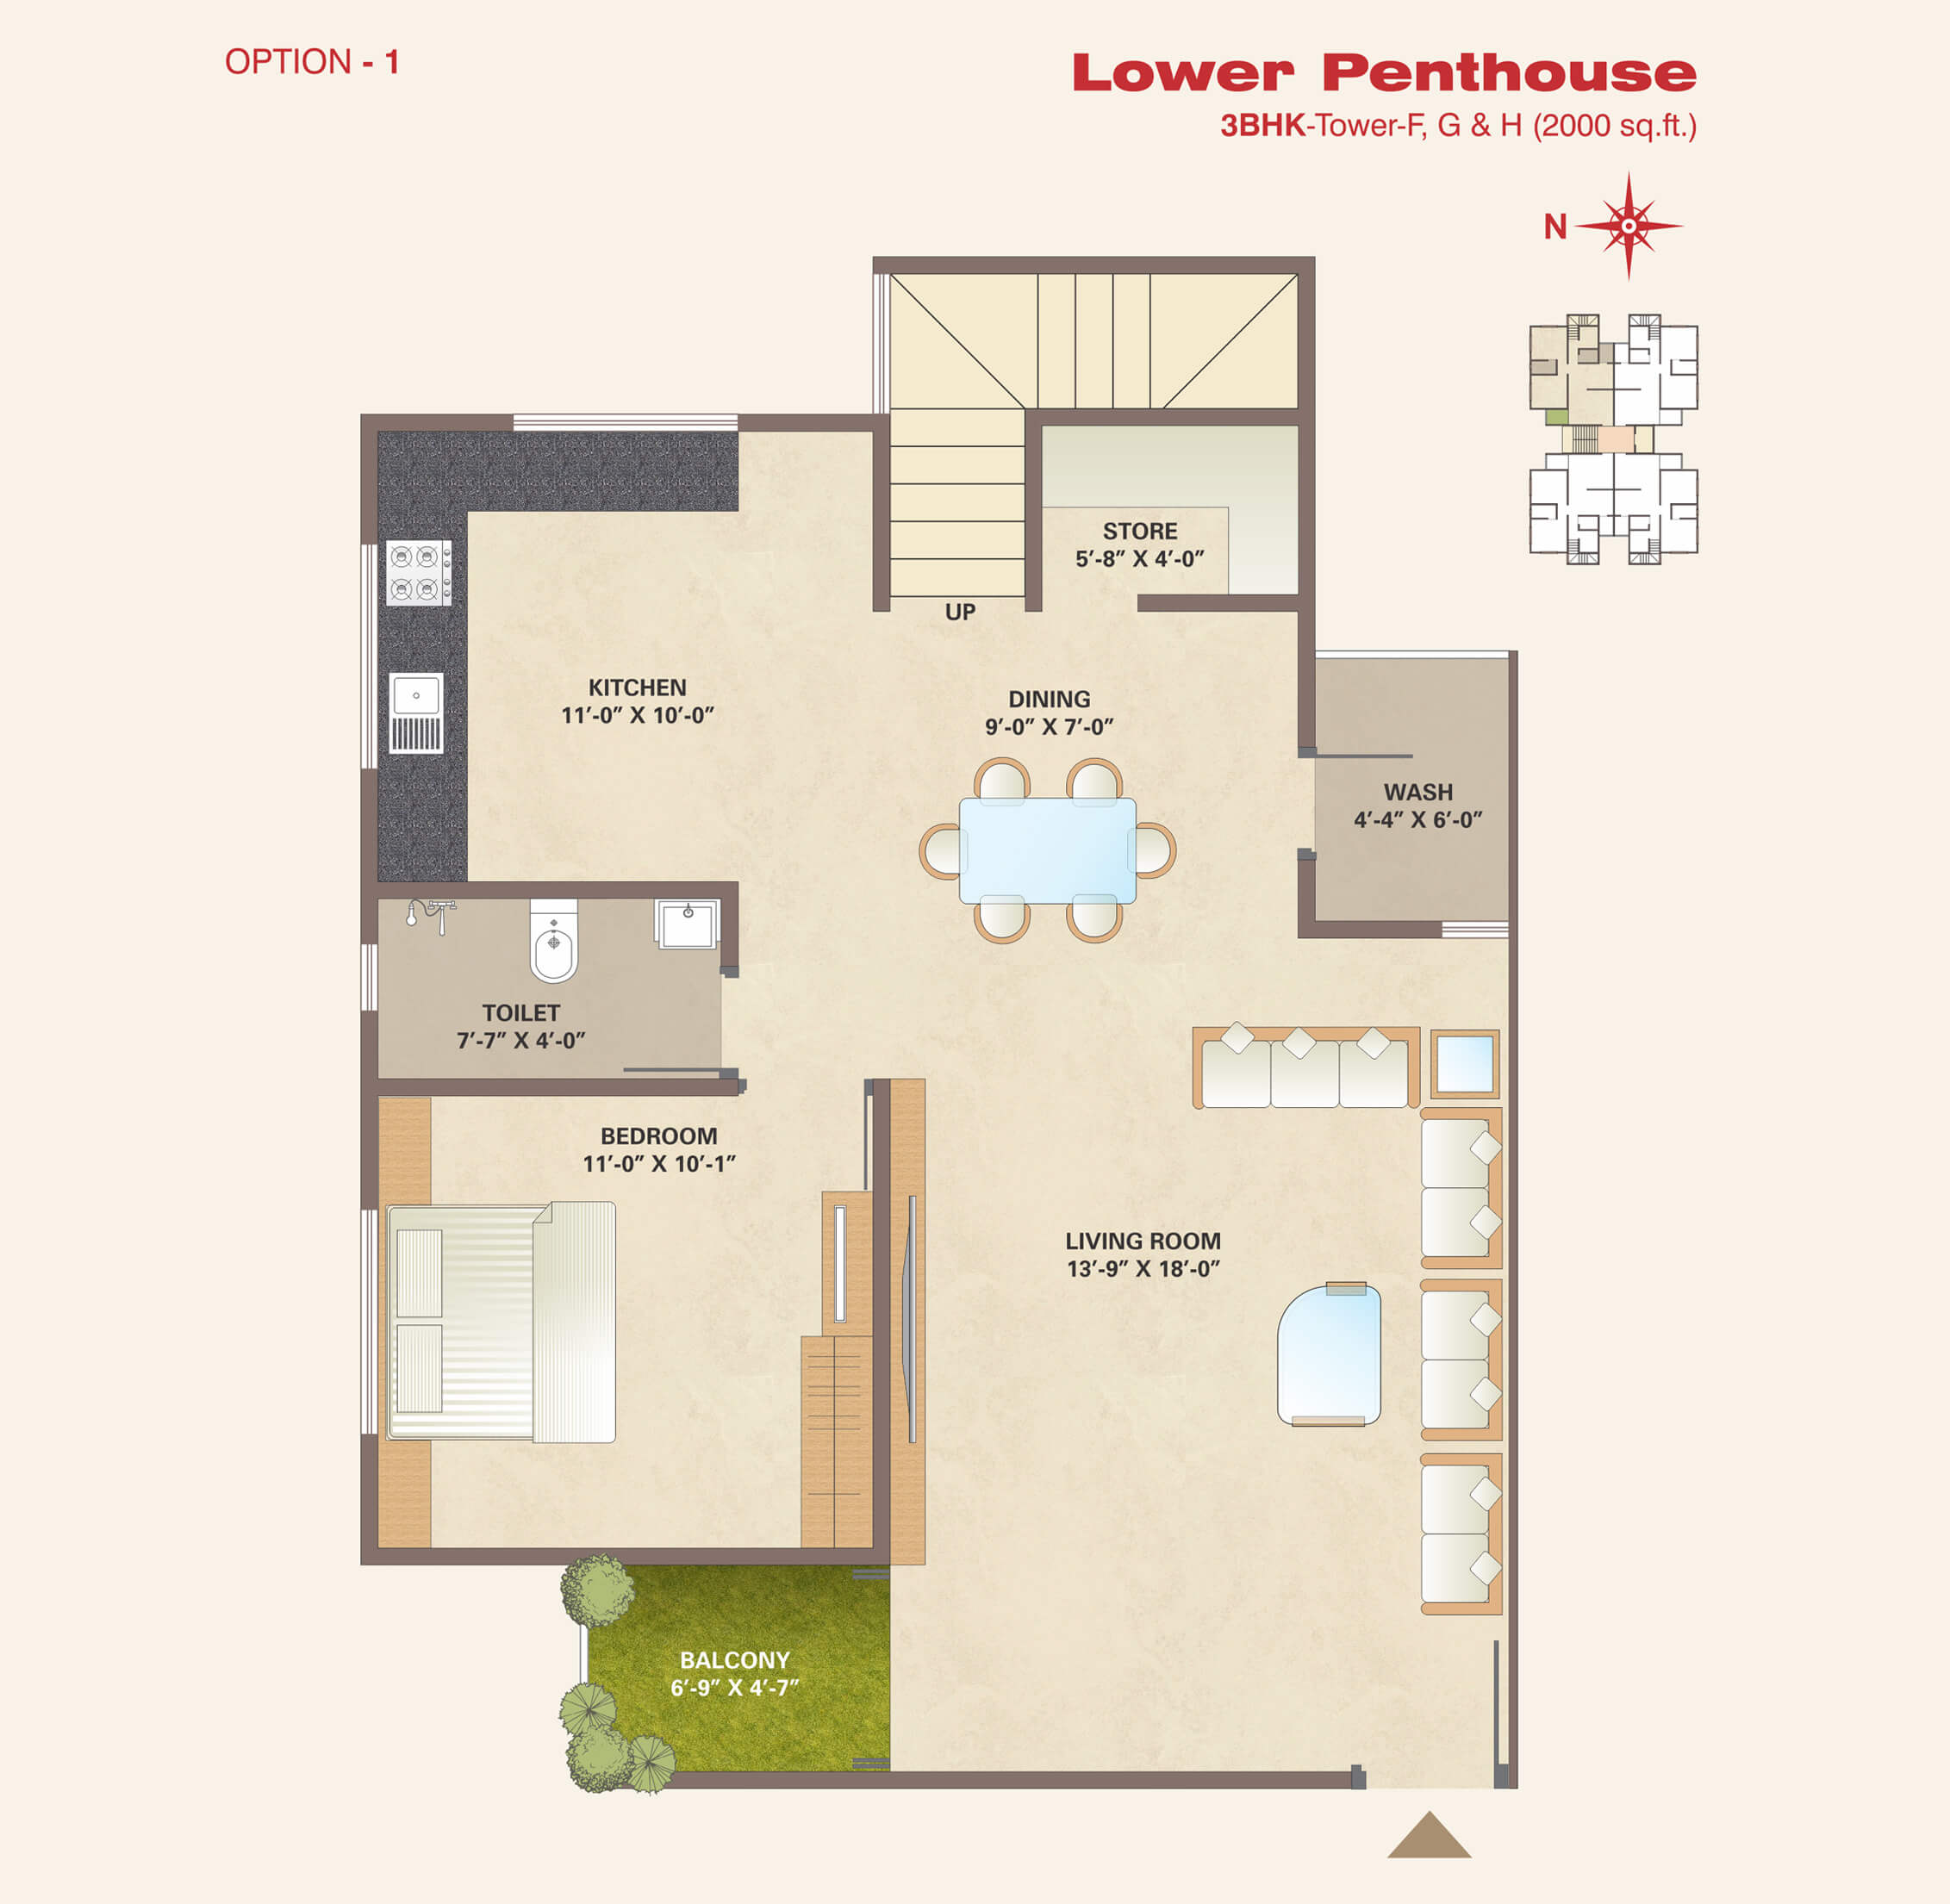 OPTION - 1
Lower Penthouse
3BHK-Tower-F, G & H (2000 sq.ft.)
N
STORE
5’-8” X 4’-0”
UP
KITCHEN
11’-0” X 10’-0”
DINING
9’-0” X 7’-0”
WASH
4’-4” X 6’-0”
TOILET
7’-7” X 4’-0”
BEDROOM
11’-0” X 10’-1”
LIVING ROOM
13’-9” X 18’-0”
BALCONY
6’-9” X 4’-7”